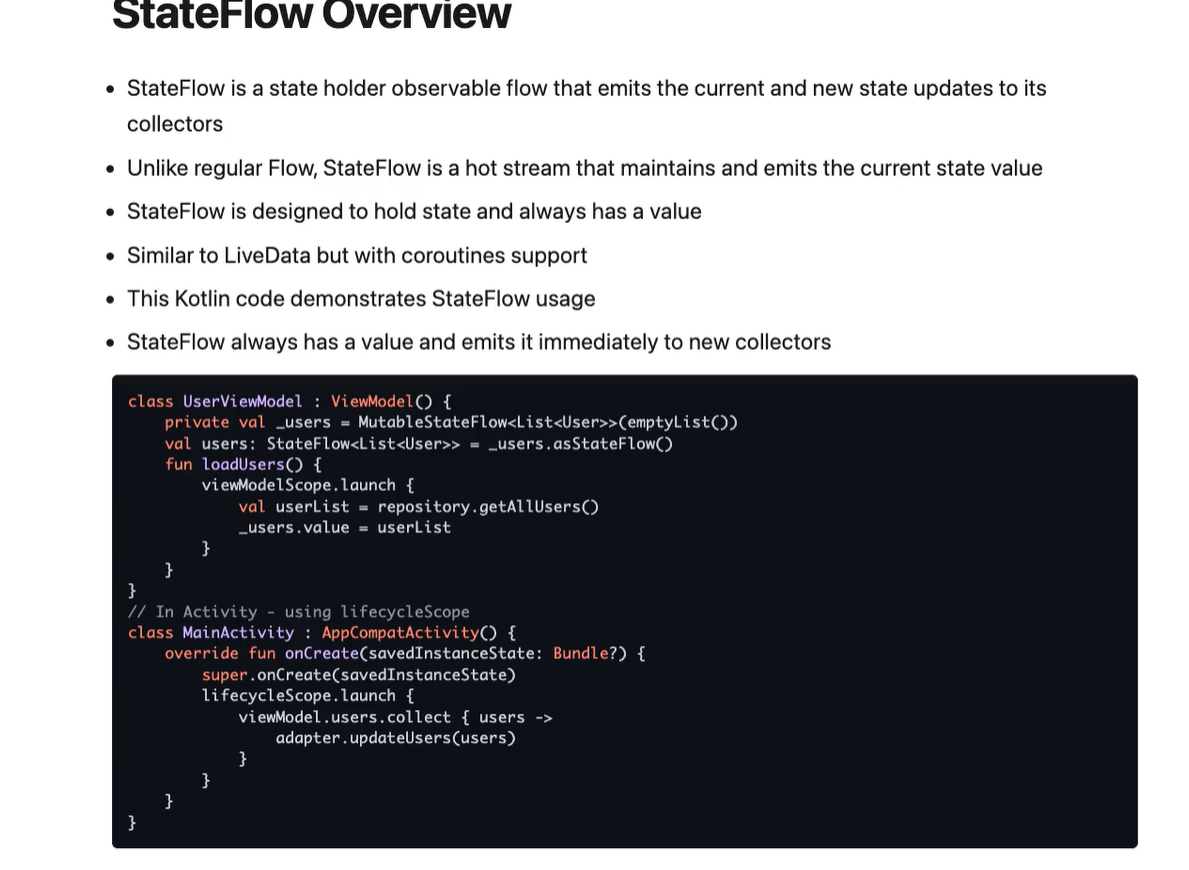 StateFlow Overview
• StateFlow is a state holder observable flow that emits the current and new state updates to its
collectors
• Unlike regular Flow, StateFlow is a hot stream that maintains and emits the current state value
• StateFlow is designed to hold state and always has a value
• Similar to LiveData but with coroutines support
• This Kotlin code demonstrates StateFlow usage
• StateFlow always has a value and emits it immediately to new collectors
class UserViewModel : ViewModel() {
    private val _users = MutableStateFlow<List<User>>(emptyList())
    val users: StateFlow<List<User>> = _users.asStateFlow()
    fun loadUsers() {
        viewModelScope.launch {
            val userList = repository.getAllUsers()
            _users.value = userList
        }
    }
}
// In Activity - using lifecycleScope
class MainActivity : AppCompatActivity() {
    override fun onCreate(savedInstanceState: Bundle?) {
        super.onCreate(savedInstanceState)
        lifecycleScope.launch {
            viewModel.users.collect { users ->
                adapter.updateUsers(users)
            }
        }
    }
}